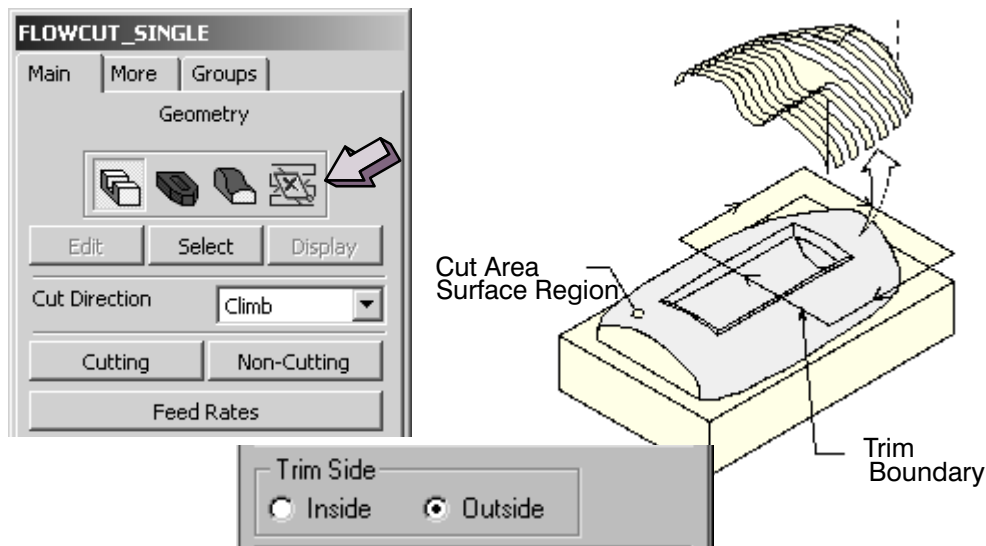 FLOWCUT_SINGLE
Main More Groups
Geometry
Edit Select Display
Cut Direction Climb
Cutting Non-Cutting
Feed Rates
Cut Area
Surface Region
Trim
Boundary
Trim Side
Inside Outside